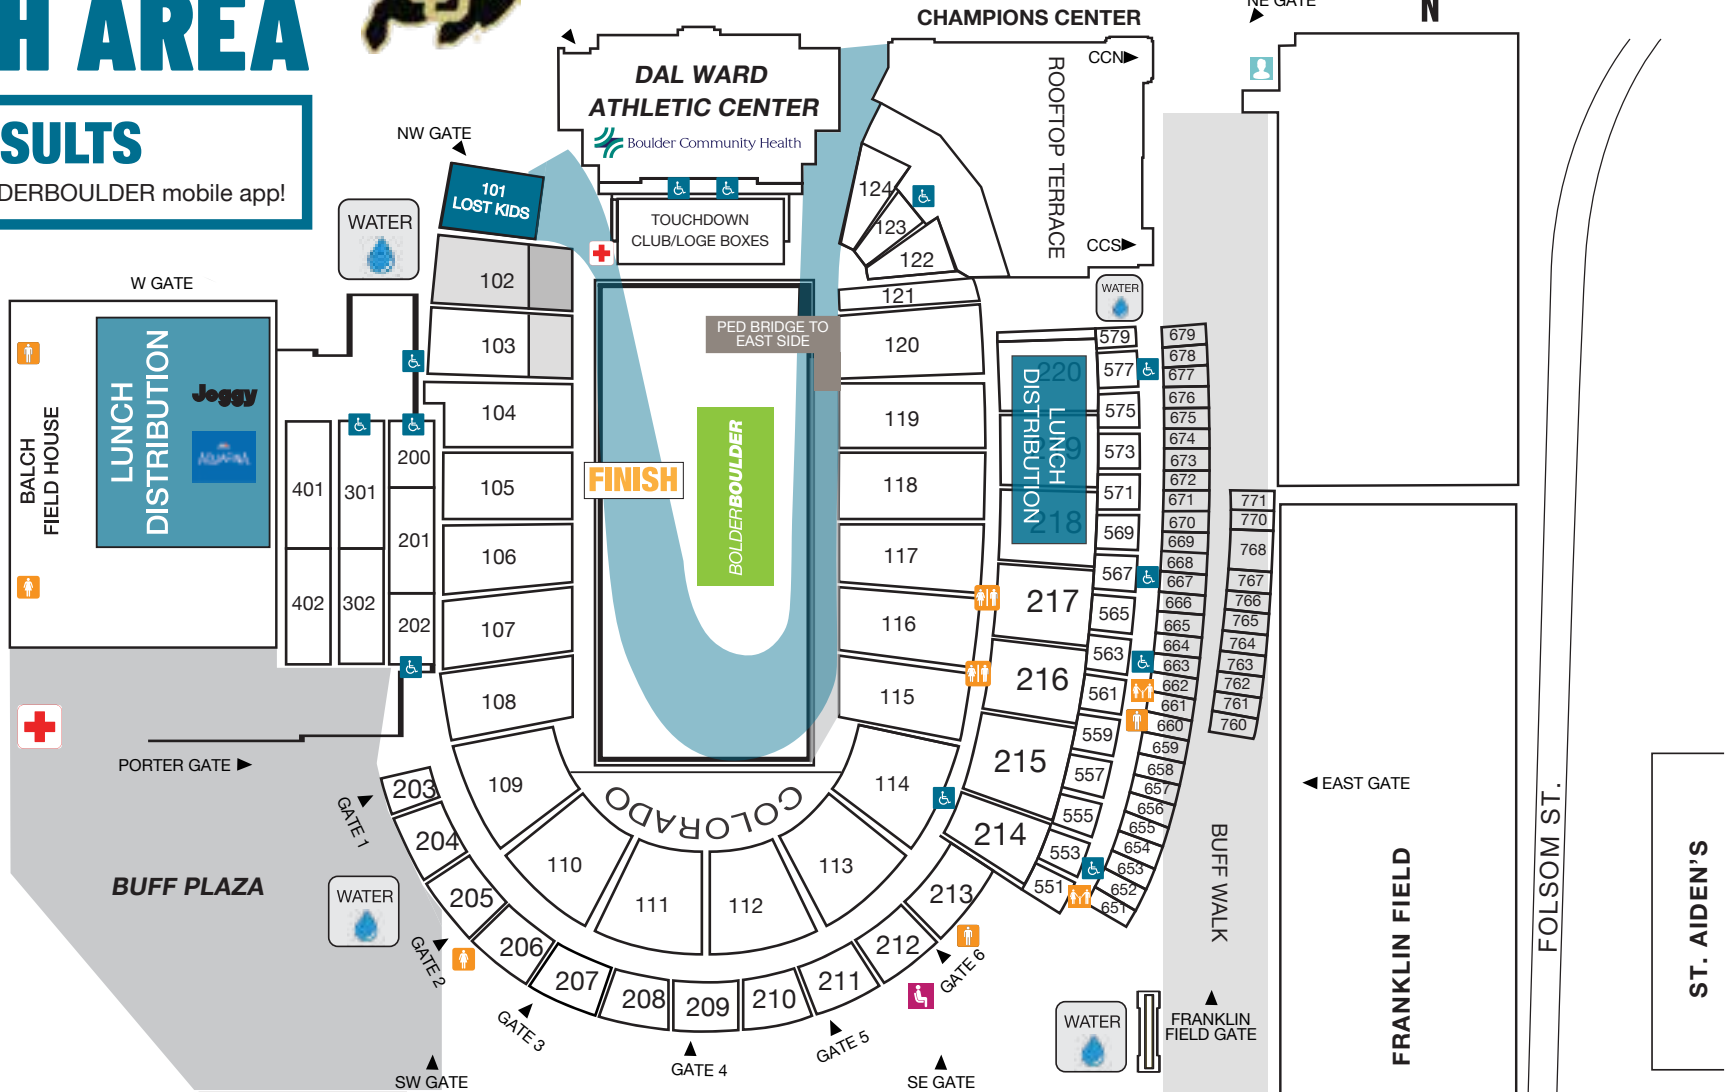 H AREA
SULTS
DERBOULDER mobile app!
CHAMPIONS CENTER
NE GATE
N
DAL WARD
ATHLETIC CENTER
Boulder Community Health
TOUCHDOWN
CLUB/LOGE BOXES
ROOFTOP TERRACE
CCN
CCS
NW GATE
WATER
W GATE
BALCH
FIELD HOUSE
LUNCH
DISTRIBUTION
Joggy
AQUAFINA
101
LOST KIDS
102
103
104
105
106
107
108
109
110
111
112
113
114
115
116
117
118
119
120
121
122
123
124
PED BRIDGE TO
EAST SIDE
FINISH
BOLDERBOULDER
COLORADO
401
402
301
302
200
201
202
203
204
205
206
207
208
209
210
211
212
213
214
215
216
217
218
220
LUNCH
DISTRIBUTION
WATER
579
577
575
573
571
569
567
565
563
561
559
557
555
553
551
679
678
677
676
675
674
673
672
671
670
669
668
667
666
665
664
663
662
661
660
659
658
657
656
655
654
653
652
651
771
770
768
767
766
765
764
763
762
761
760
PORTER GATE
BUFF PLAZA
WATER
GATE 1
GATE 2
GATE 3
GATE 4
GATE 5
GATE 6
SW GATE
SE GATE
WATER
FRANKLIN
FIELD GATE
BUFF WALK
EAST GATE
FRANKLIN FIELD
FOLSOM ST.
ST. AIDEN'S